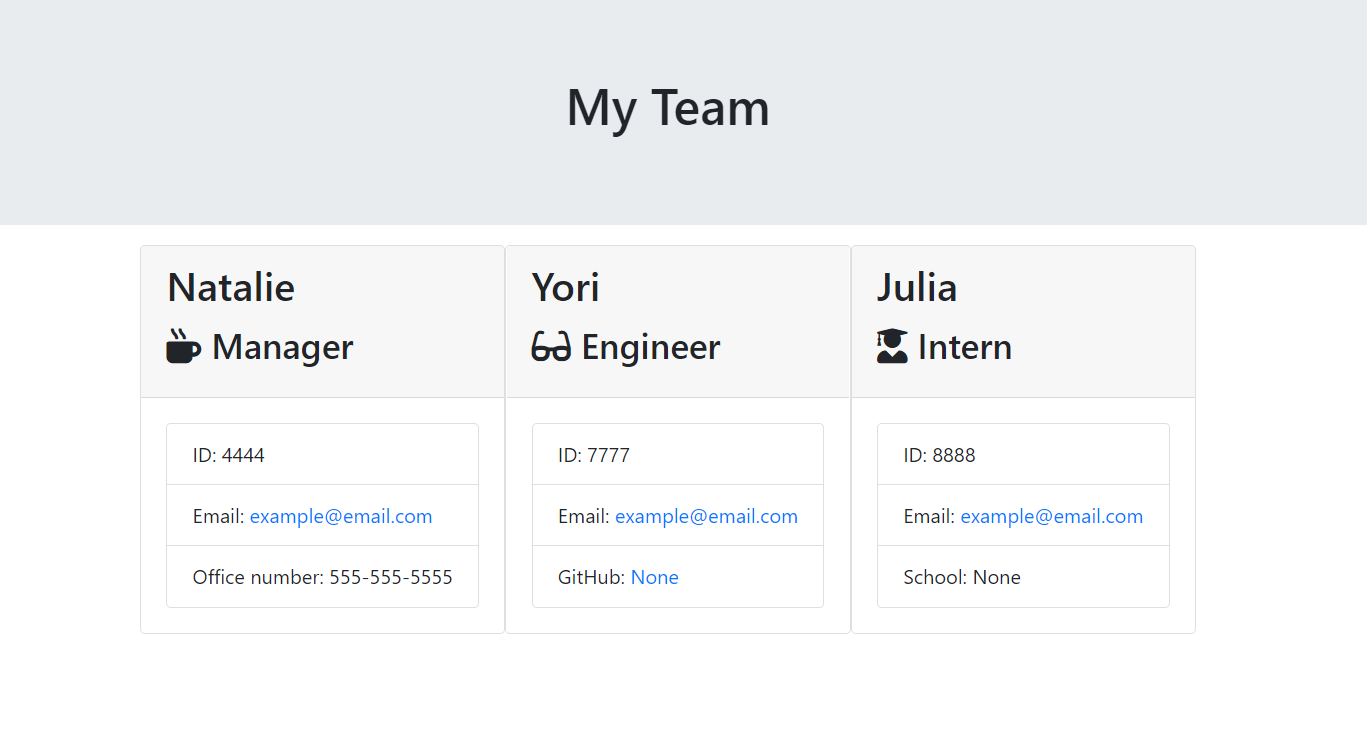 My Team
Natalie
Manager
ID: 4444
Email: example@email.com
Office number: 555-555-5555
Yori
Engineer
ID: 7777
Email: example@email.com
GitHub: None
Julia
Intern
ID: 8888
Email: example@email.com
School: None